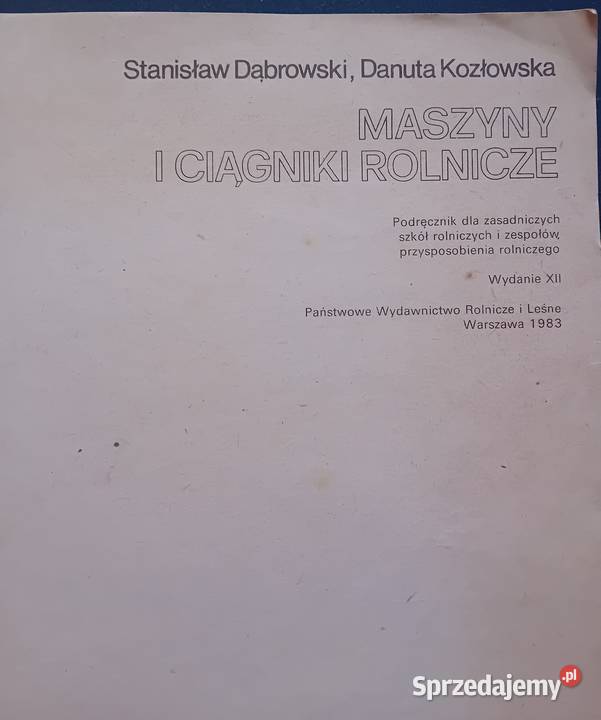 Stanisław Dąbrowski, Danuta Kozłowska
MASZYNY
I CIĄGNIKI ROLNICZE
Podręcznik dla zasadniczych
szkół rolniczych i zespołów
przysposobienia rolniczego
Wydanie XII
Państwowe Wydawnictwo Rolnicze i Leśne
Warszawa 1983
Sprzedajemy.pl